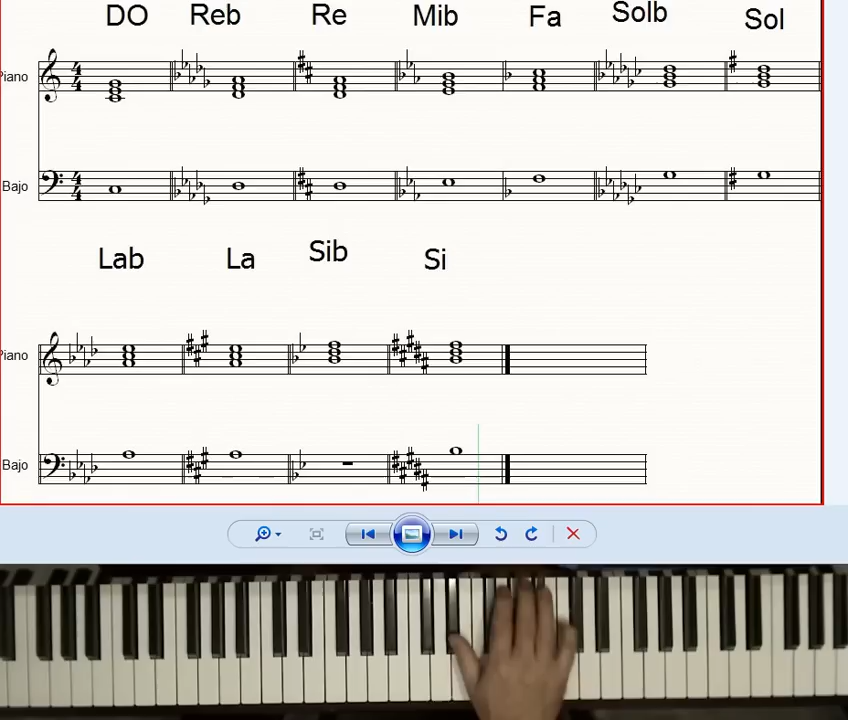 DO Reb Re Mib Fa Solb Sol
Piano
Bajo
Lab La Sib Si
Piano
Bajo